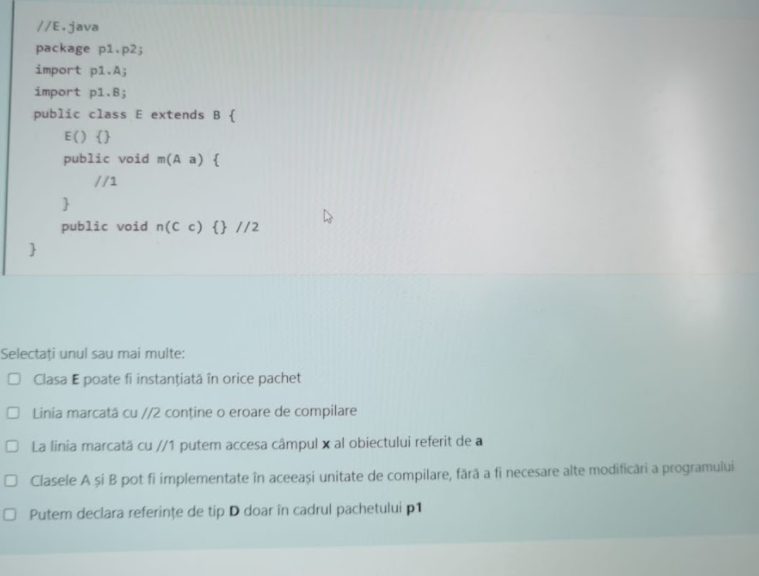 //E.java
package p1.p2;
import p1.A;
import p1.B;
public class E extends B {
E() {}
public void m(A a) {
//1
}
public void n(C c) {} //2
}
Selectați unul sau mai multe:
Clasa E poate fi instanțiată în orice pachet
Linia marcată cu //2 conține o eroare de compilare
La linia marcată cu //1 putem accesa câmpul x al obiectului referit de a
Clasele A și B pot fi implementate în aceeași unitate de compilare, fără a fi necesare alte modificări a programului
Putem declara referințe de tip D doar în cadrul pachetului p1